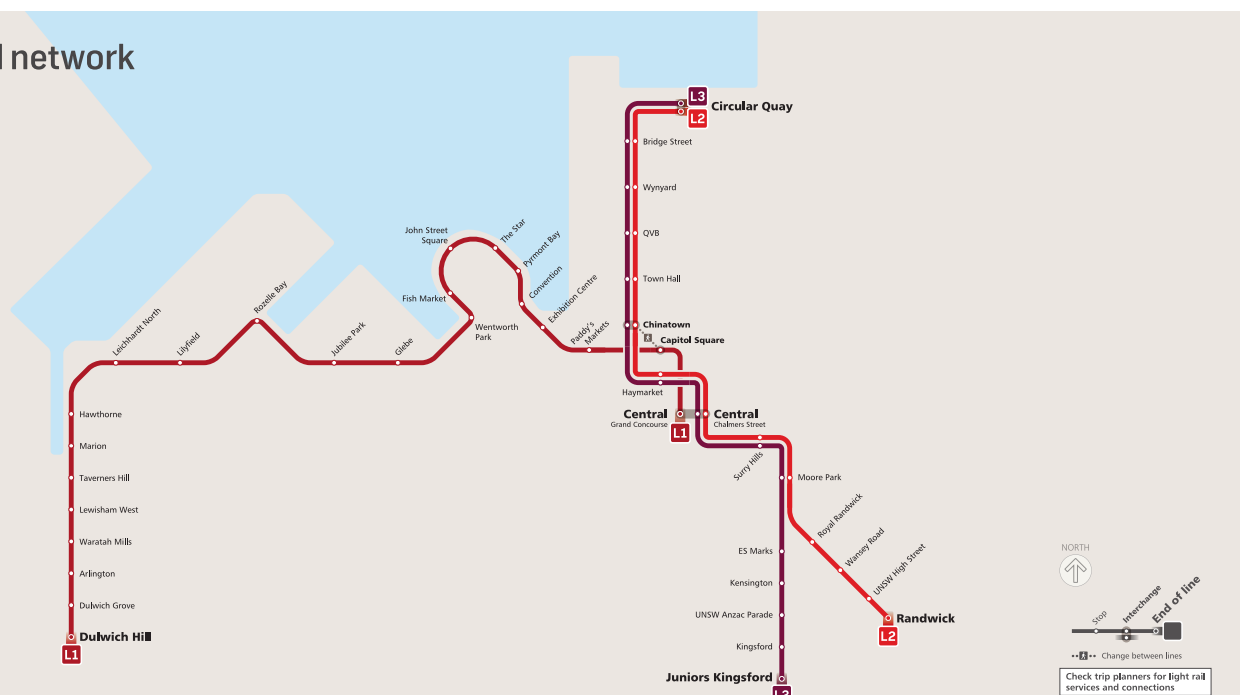 network
L3
L2
Circular Quay
Bridge Street
Wynyard
QVB
Town Hall
Chinatown
Capitol Square
Haymarket
Central
Grand Concourse
L1
Central
Chalmers Street
Surry Hills
Moore Park
Royal Randwick
Wansey Road
UNSW High Street
Randwick
L2
ES Marks
Kensington
UNSW Anzac Parade
Kingsford
Juniors Kingsford
L3
Paddy's
Markets
Exhibition Centre
Convention
Pyrmont Bay
The Star
John Street
Square
Fish Market
Wentworth
Park
Glebe
Jubilee Park
Rozelle Bay
Lilyfield
Leichhardt North
Hawthorne
Marion
Taverners Hill
Lewisham West
Waratah Mills
Arlington
Dulwich Grove
Dulwich Hill
L1
NORTH
Stop
Interchange
End of line
Change between lines
Check trip planners for light rail
services and connections